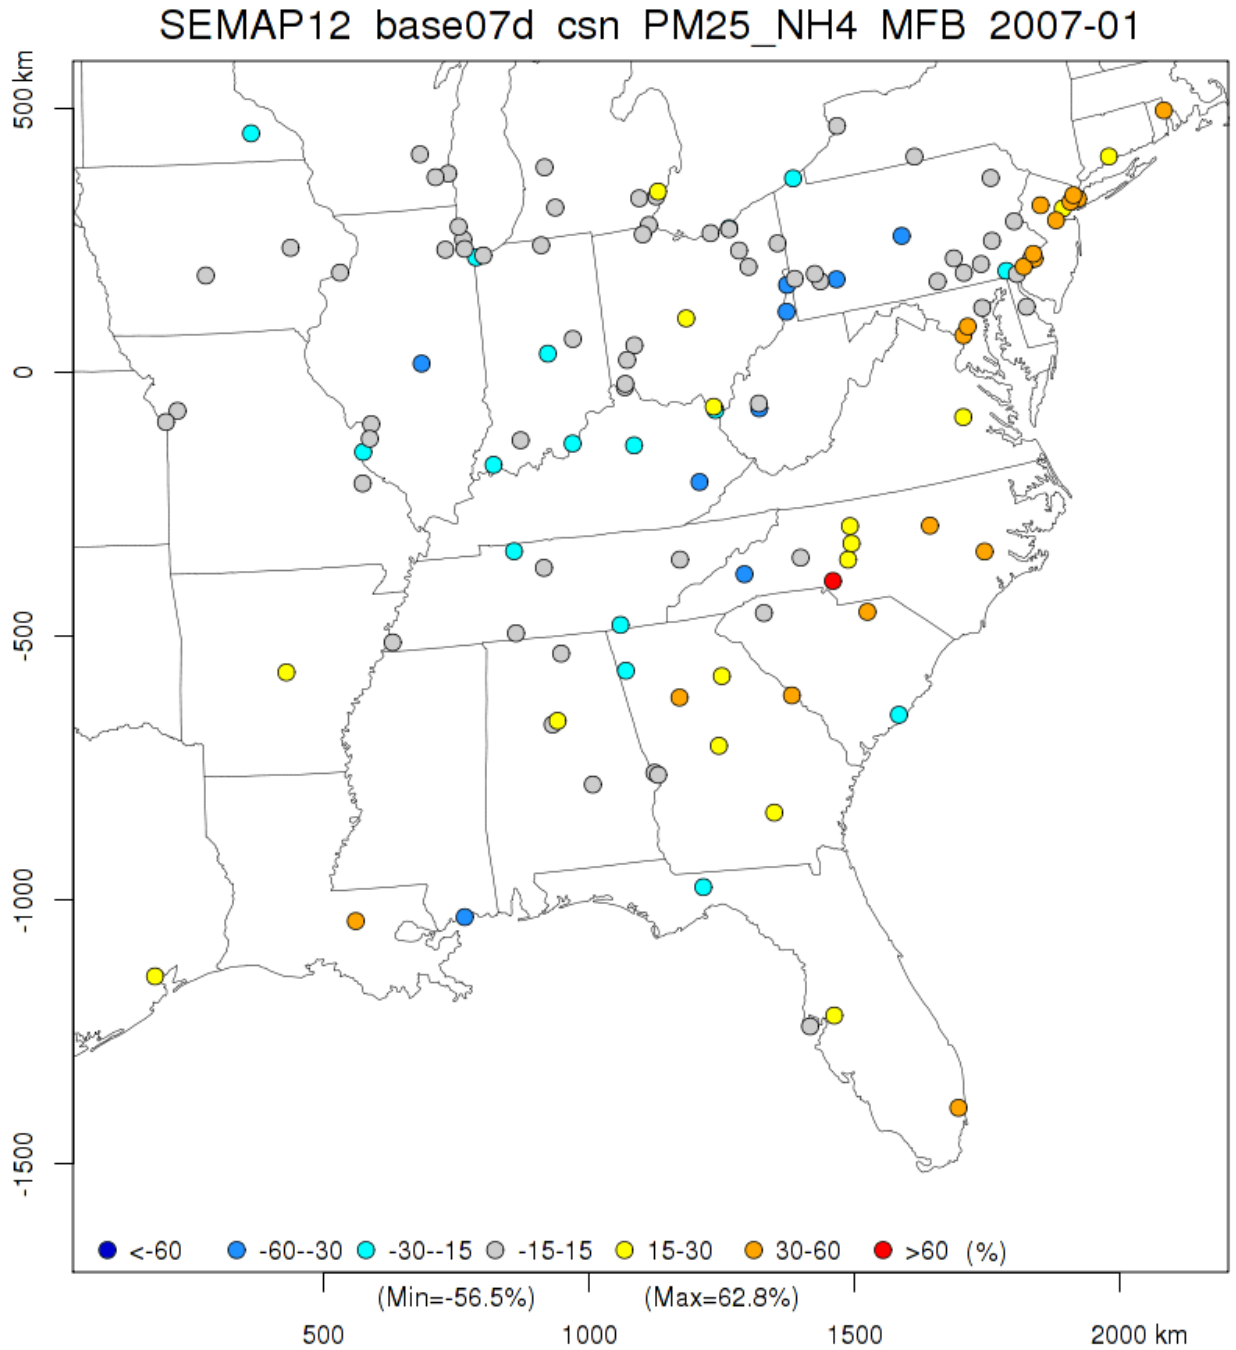 SEMAP12 base07d csn PM25_NH4 MFB 2007-01
500 km
0
-500
-1000
-1500
<-60 -60--30 -30--15 -15-15 15-30 30-60 >60 (%)
(Min=-56.5%) (Max=62.8%)
500 1000 1500 2000 km